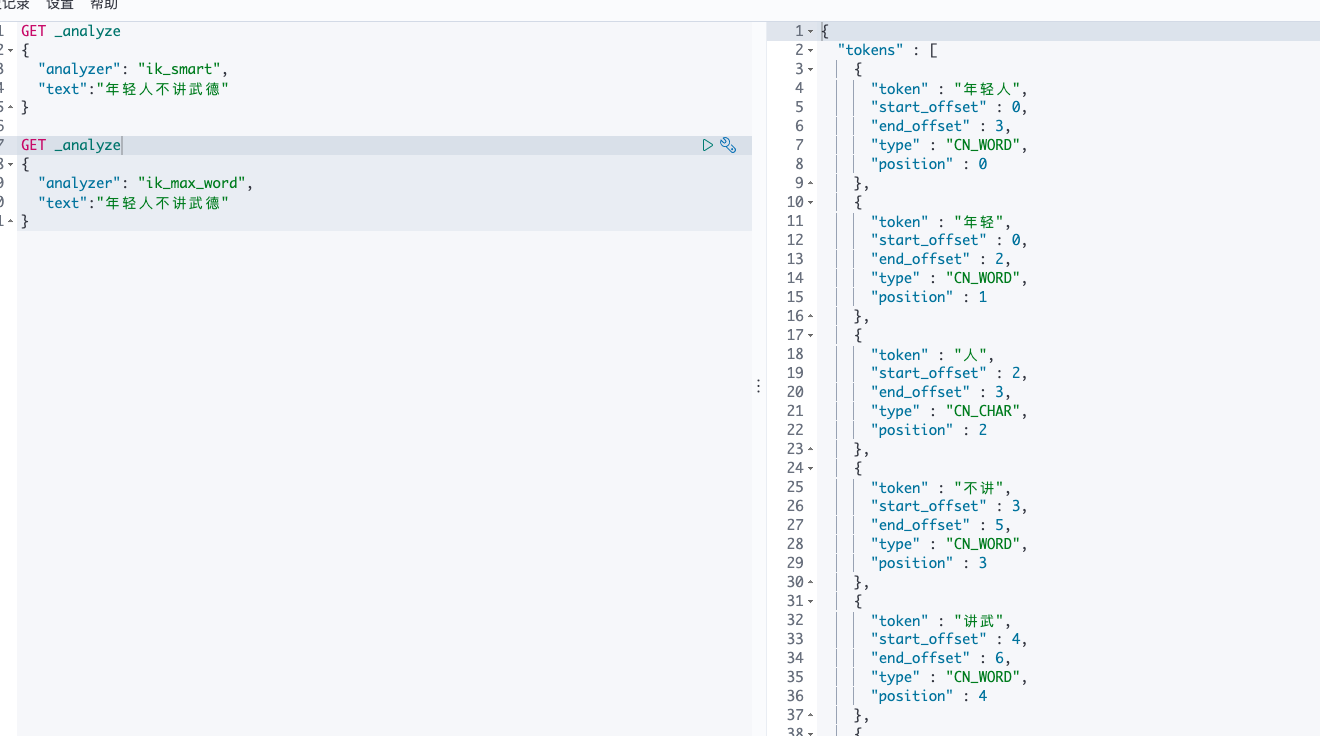 记录 设置 帮助
1 GET _analyze
2 {
3 "analyzer": "ik_smart",
4 "text":"年轻人不讲武德"
5 }
6
7 GET _analyze
8 {
9 "analyzer": "ik_max_word",
0 "text":"年轻人不讲武德"
1 }
1 {
2 "tokens" : [
3 {
4 "token" : "年轻人",
5 "start_offset" : 0,
6 "end_offset" : 3,
7 "type" : "CN_WORD",
8 "position" : 0
9 },
10 {
11 "token" : "年轻",
12 "start_offset" : 0,
13 "end_offset" : 2,
14 "type" : "CN_WORD",
15 "position" : 1
16 },
17 {
18 "token" : "人",
19 "start_offset" : 2,
20 "end_offset" : 3,
21 "type" : "CN_CHAR",
22 "position" : 2
23 },
24 {
25 "token" : "不讲",
26 "start_offset" : 3,
27 "end_offset" : 5,
28 "type" : "CN_WORD",
29 "position" : 3
30 },
31 {
32 "token" : "讲武",
33 "start_offset" : 4,
34 "end_offset" : 6,
35 "type" : "CN_WORD",
36 "position" : 4
37 },
38 {